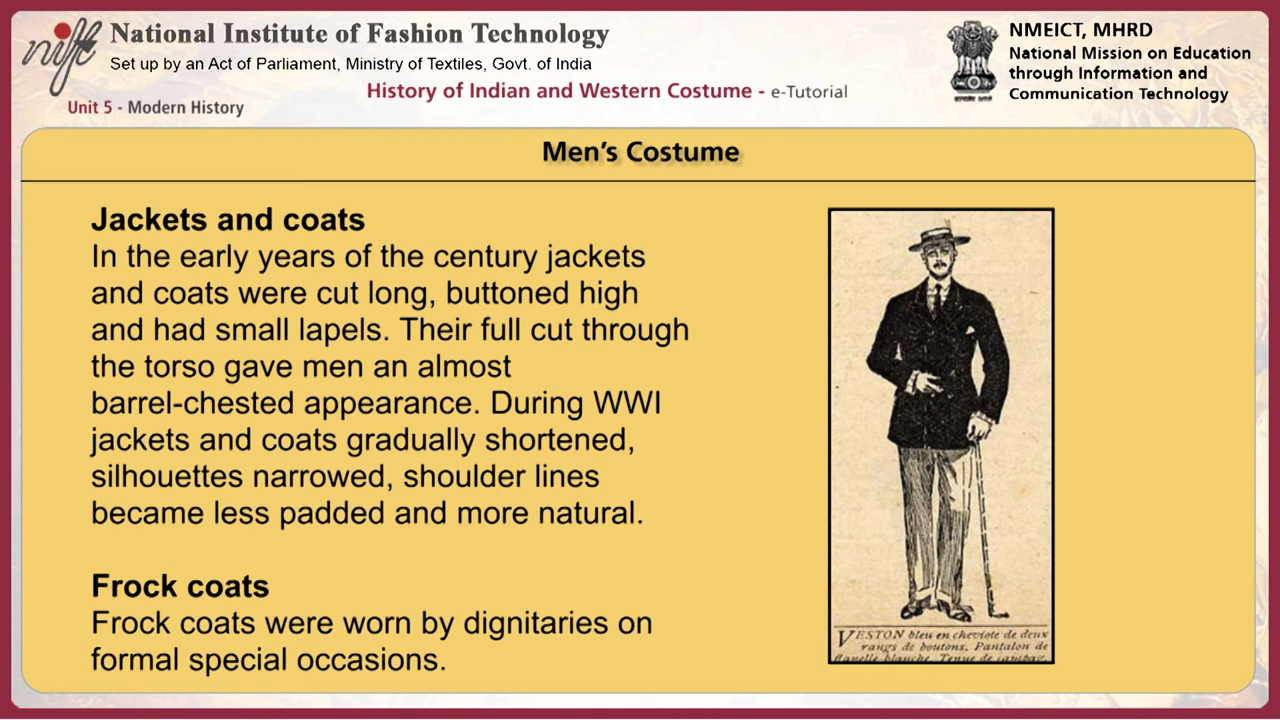 nift
National Institute of Fashion Technology
Set up by an Act of Parliament, Ministry of Textiles, Govt. of India
History of Indian and Western Costume - e-Tutorial
Unit 5 - Modern History
NMEICT, MHRD
National Mission on Education
through Information and
Communication Technology
Men's Costume
Jackets and coats
In the early years of the century jackets
and coats were cut long, buttoned high
and had small lapels. Their full cut through
the torso gave men an almost
barrel-chested appearance. During WWI
jackets and coats gradually shortened,
silhouettes narrowed, shoulder lines
became less padded and more natural.
Frock coats
Frock coats were worn by dignitaries on
formal special occasions.
VESTON bleu en cheviote de deux
rangs de boutons. Pantalon de
flanelle blanche. Tenue de campag.